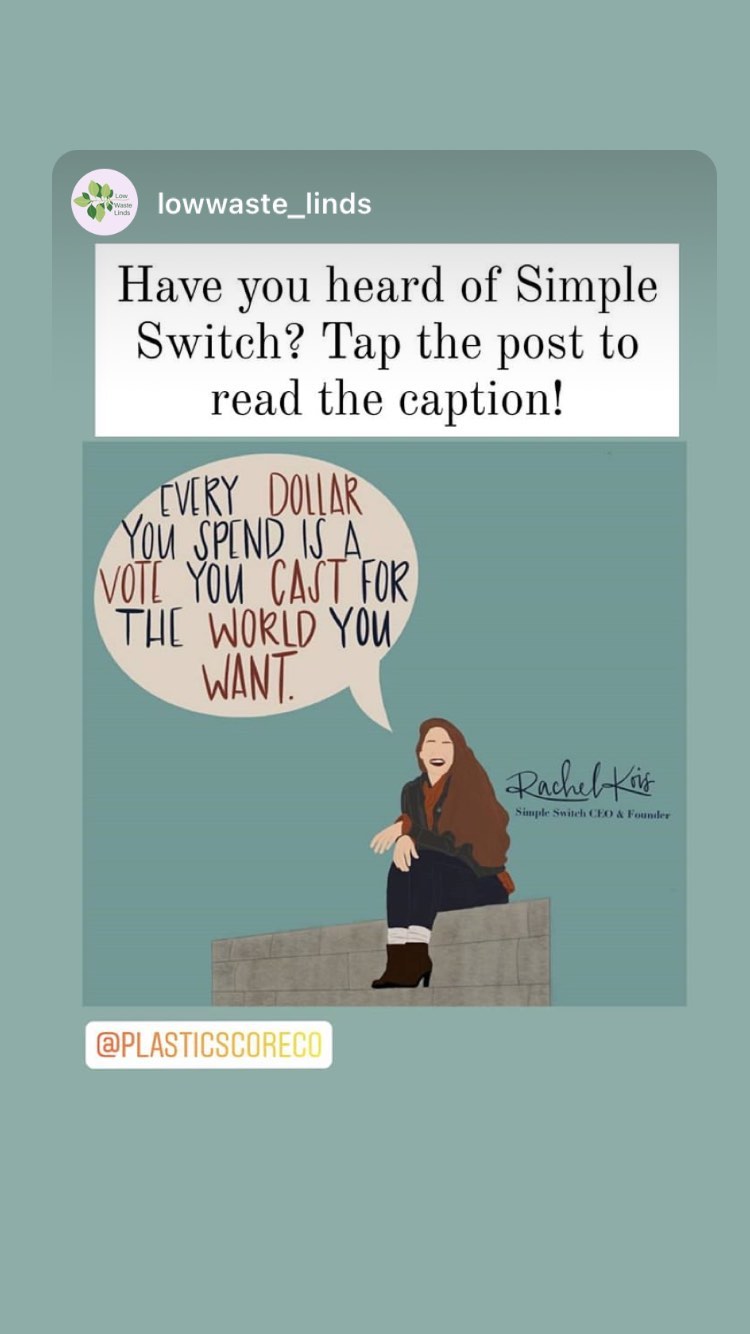 Low
Waste
Linds
lowwaste_linds
Have you heard of Simple
Switch? Tap the post to
read the caption!
EVERY DOLLAR
YOU SPEND IS A
VOTE YOU CAST FOR
THE WORLD YOU
WANT.
Rachel Kois
Simple Switch CEO & Founder
@PLASTICSCORECO